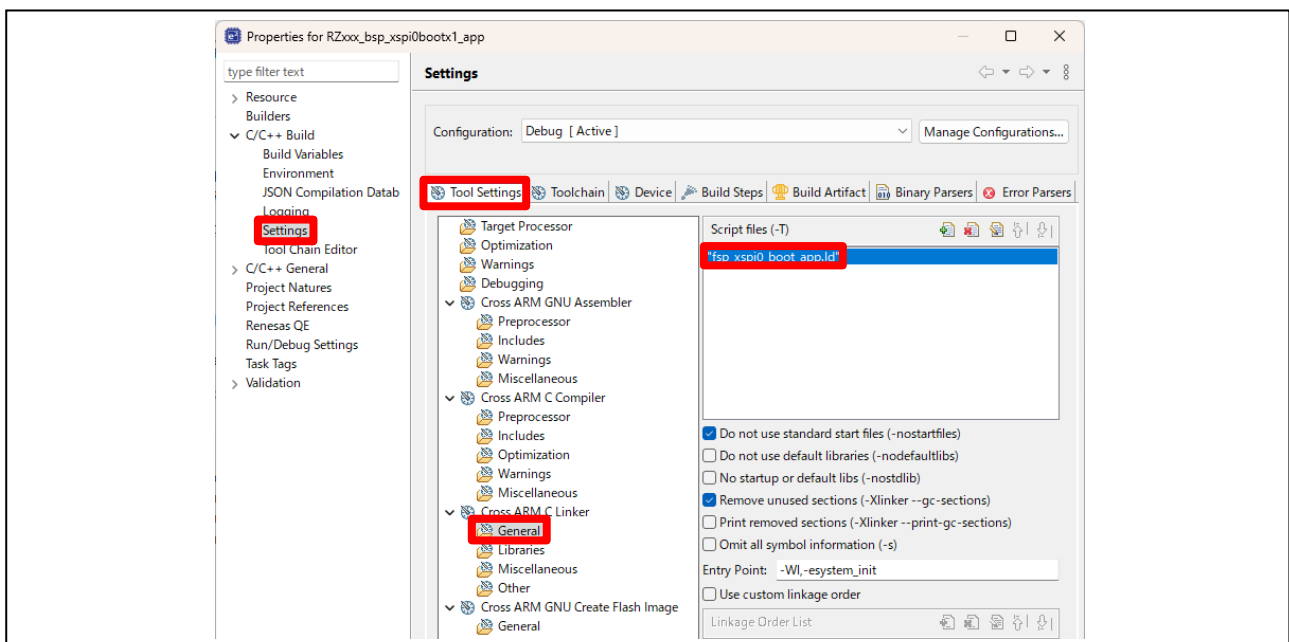 Properties for RZxxx_bsp_xspi0bootx1_app
type filter text
Resource
Builders
C/C++ Build
Build Variables
Environment
JSON Compilation Datab
Logging
Settings
Tool Chain Editor
C/C++ General
Project Natures
Project References
Renesas QE
Run/Debug Settings
Task Tags
Validation
Settings
Configuration: Debug [ Active ]
Manage Configurations...
Tool Settings Toolchain Device Build Steps Build Artifact Binary Parsers Error Parsers
Target Processor
Optimization
Warnings
Debugging
Cross ARM GNU Assembler
Preprocessor
Includes
Warnings
Miscellaneous
Cross ARM C Compiler
Preprocessor
Includes
Optimization
Warnings
Miscellaneous
Cross ARM C Linker
General
Libraries
Miscellaneous
Other
Cross ARM GNU Create Flash Image
General
Script files (-T)
"fsp_xspi0_boot_app.ld"
Do not use standard start files (-nostartfiles)
Do not use default libraries (-nodefaultlibs)
No startup or default libs (-nostdlib)
Remove unused sections (-Xlinker --gc-sections)
Print removed sections (-Xlinker --print-gc-sections)
Omit all symbol information (-s)
Entry Point: -Wl,-esystem_init
Use custom linkage order
Linkage Order List